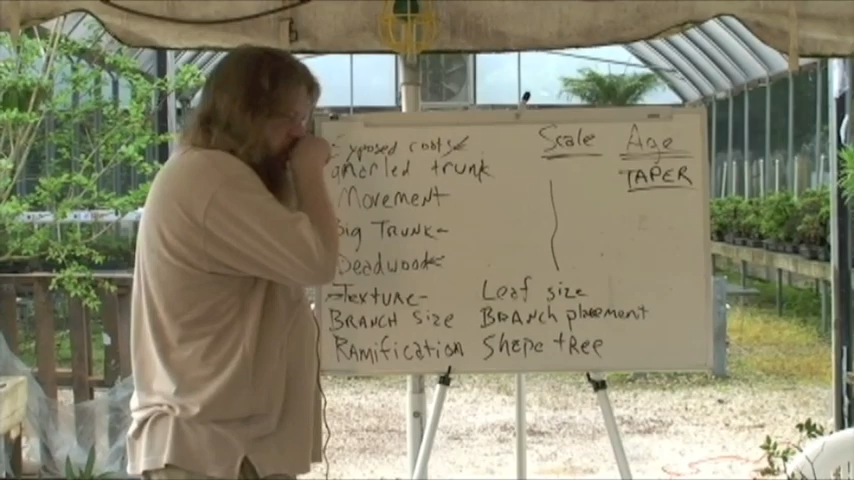 Exposed roots
gnarled trunk
Movement
Big Trunk
Deadwood
Texture
BRANCH size
Ramification
Scale
Age
TAPER
Leaf size
BRANCH placement
Shape tree